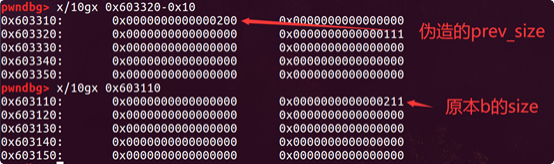 pwndbg> x/10gx 0x603320-0x10
0x603310: 0x0000000000000200 0x0000000000000000
0x603320: 0x0000000000000000 0x0000000000000111
0x603330: 0x0000000000000000 0x0000000000000000
0x603340: 0x0000000000000000 0x0000000000000000
0x603350: 0x0000000000000000 0x0000000000000000
伪造的prev_size
pwndbg> x/10gx 0x603110
0x603110: 0x0000000000000000 0x0000000000000211
0x603120: 0x0000000000000000 0x0000000000000000
0x603130: 0x0000000000000000 0x0000000000000000
0x603140: 0x0000000000000000 0x0000000000000000
0x603150: 0x0000000000000000 0x0000000000000000
原本b的size